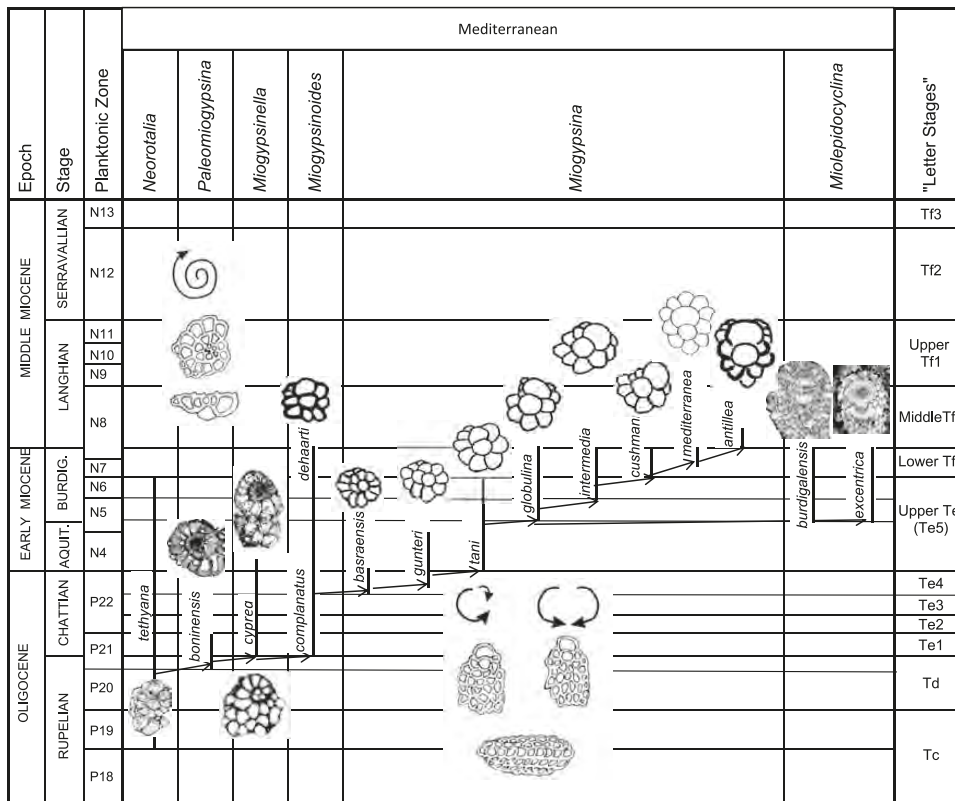 Mediterranean
Epoch
Stage
Planktonic Zone
Neorotalia
Paleomiogypsina
Miogypsinella
Miogypsinoides
Miogypsina
Miolepidocyclina
"Letter Stages"
MIDDLE MIOCENE
EARLY MIOCENE
OLIGOCENE
SERRAVALLIAN
LANGHIAN
BURDIG.
AQUIT.
CHATTIAN
RUPELIAN
N13
N12
N11
N10
N9
N8
N7
N6
N5
N4
P22
P21
P20
P19
P18
tethyana
boninensis
cyprea
complanatus
dehaarti
basraensis
gunteri
tani
globulina
intermedia
cushmani
mediterranea
antillea
burdigalensis
excentrica
Tf3
Tf2
Upper
Tf1
MiddleTf
Lower Tf
Upper Te
(Te5)
Te4
Te3
Te2
Te1
Td
Tc